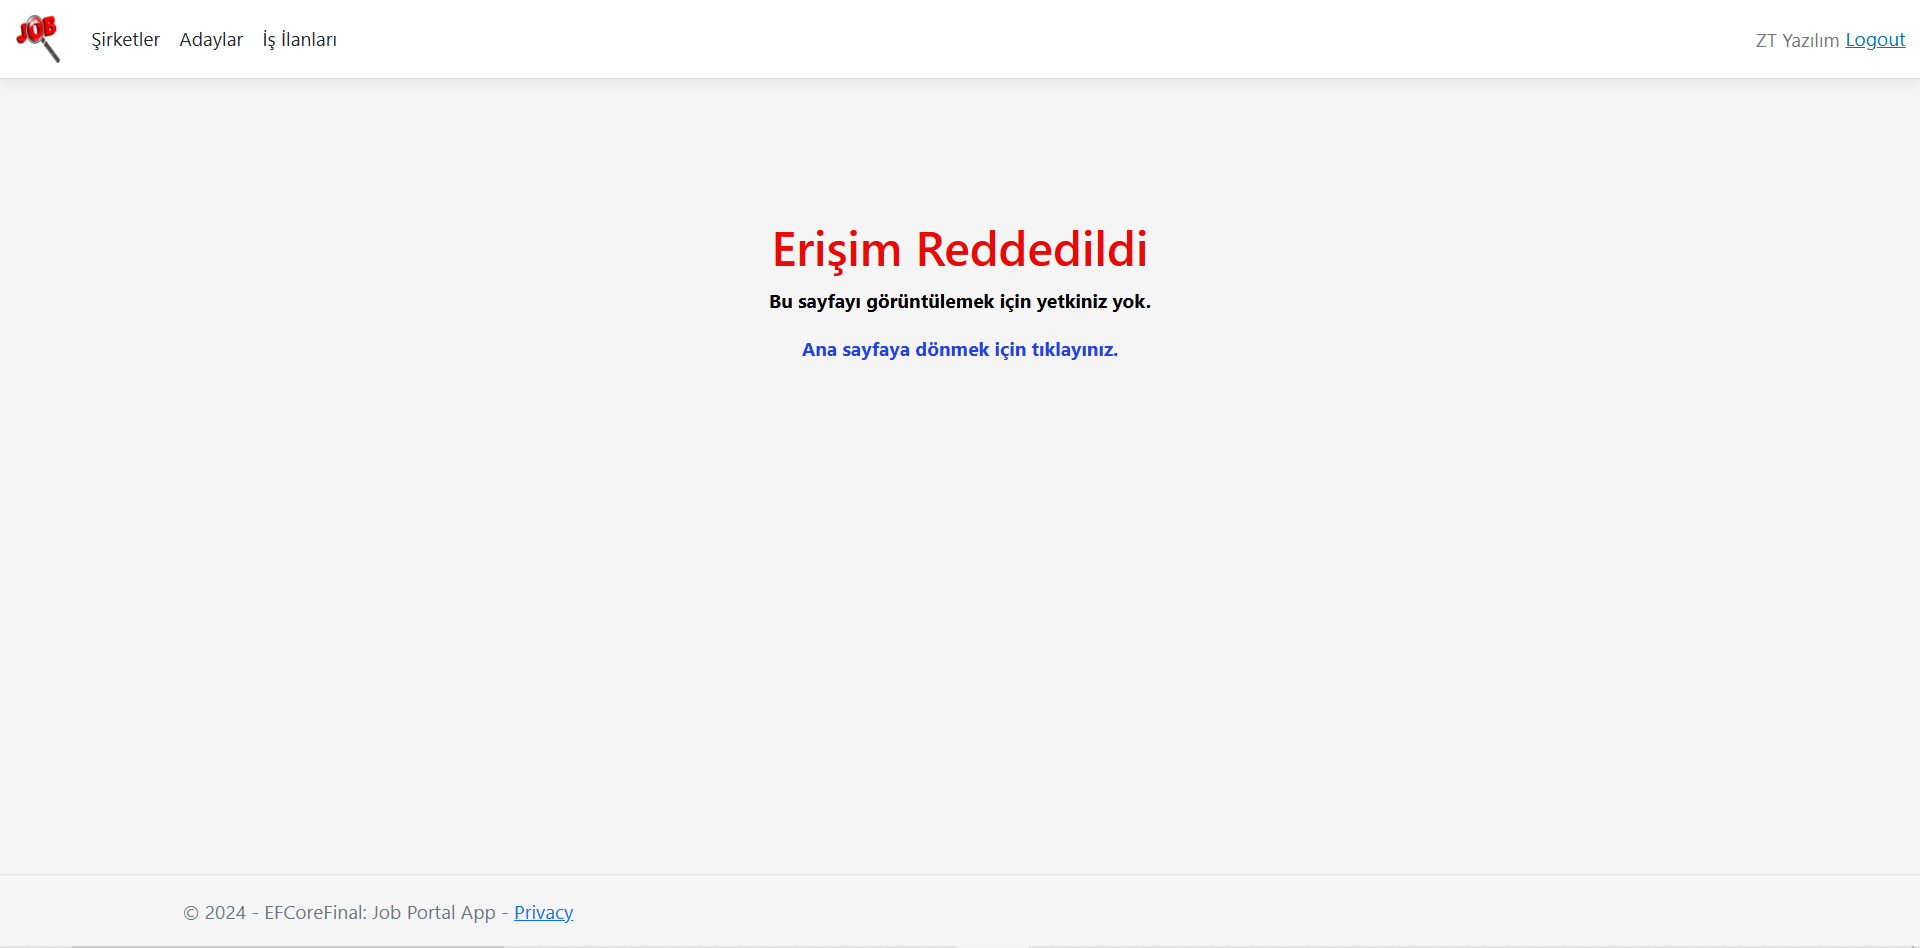 JOB
Şirketler Adaylar İş İlanları
ZT Yazılım Logout
Erişim Reddedildi
Bu sayfayı görüntülemek için yetkiniz yok.
Ana sayfaya dönmek için tıklayınız.
© 2024 - EFCoreFinal: Job Portal App - Privacy